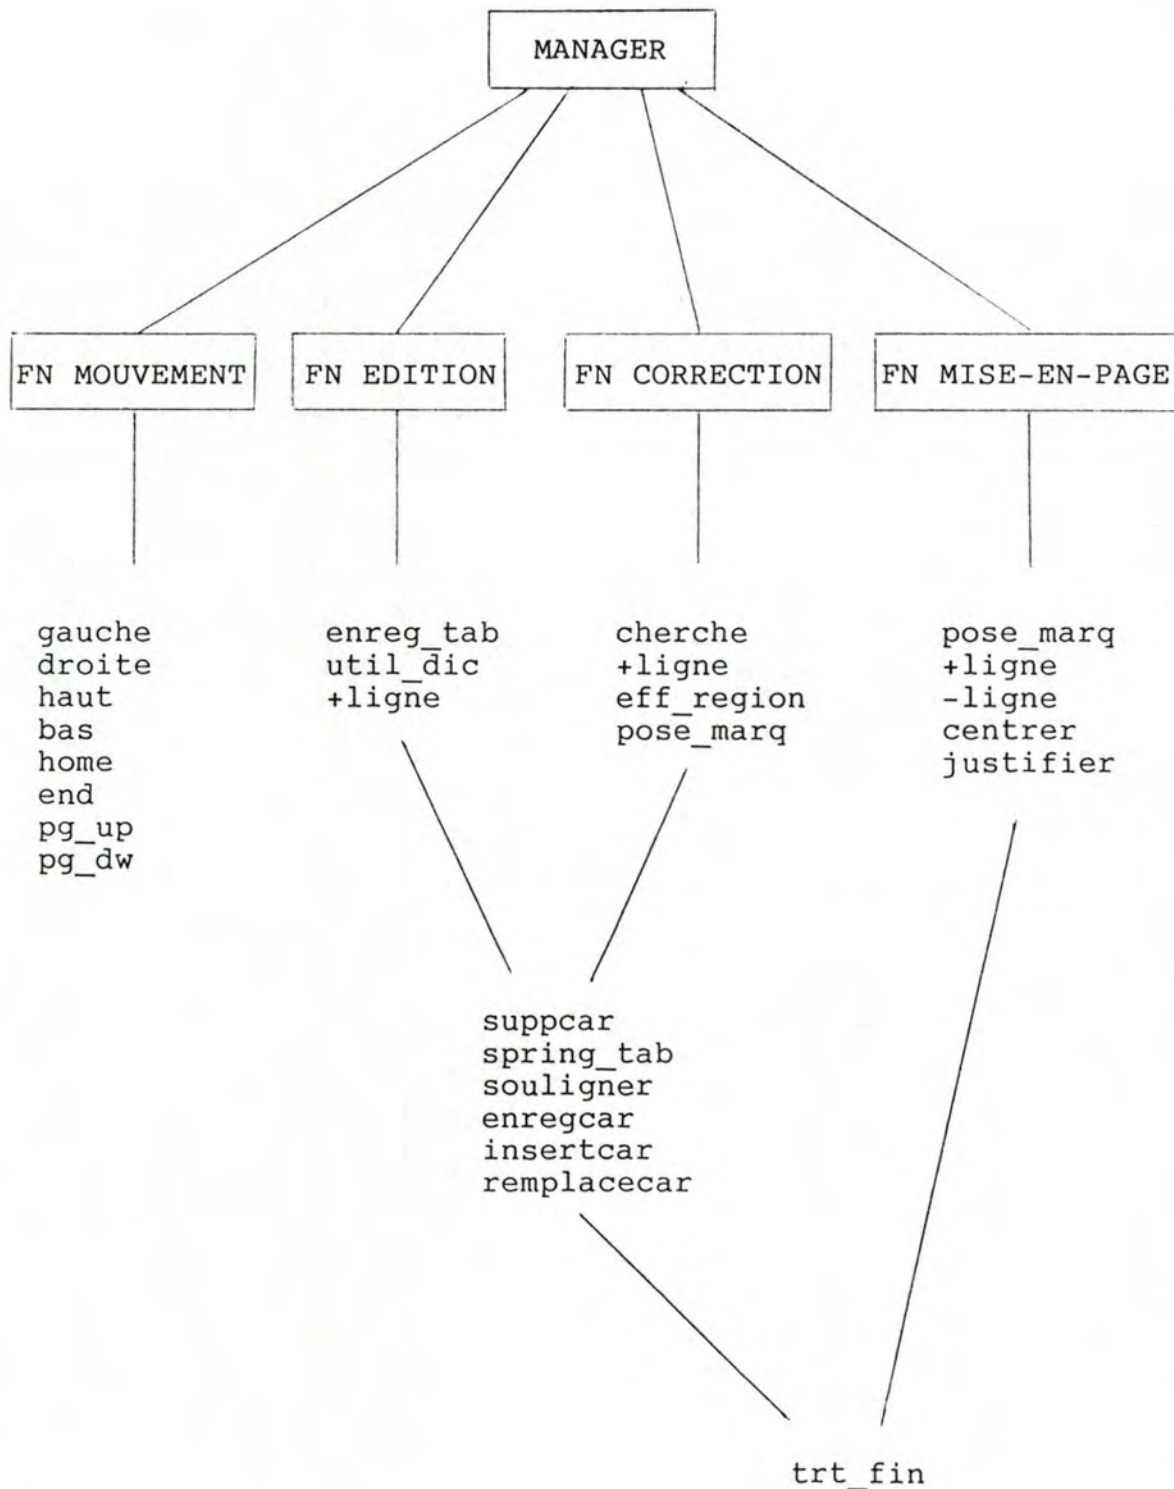 MANAGER
FN MOUVEMENT
FN EDITION
FN CORRECTION
FN MISE-EN-PAGE
gauche
droite
haut
bas
home
end
pg_up
pg_dw
enreg_tab
util_dic
+ligne
cherche
+ligne
eff_region
pose_marq
pose_marq
+ligne
-ligne
centrer
justifier
suppcar
spring_tab
souligner
enregcar
insertcar
remplacecar
trt_fin